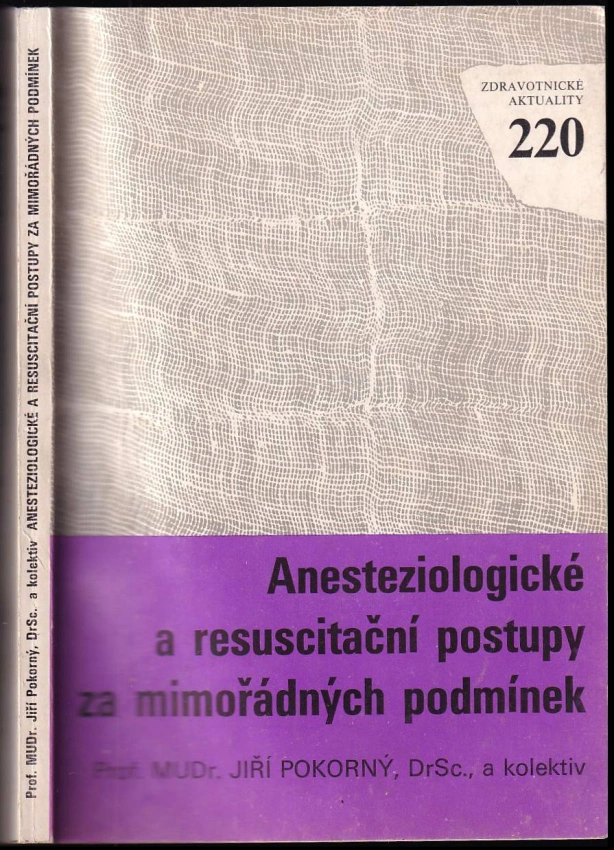 Prof. MUDr. Jiří Pokorný, DrSc. a kolektiv ANESTEZIOLOGICKÉ A RESUSCITAČNÍ POSTUPY ZA MIMOŘÁDNÝCH PODMÍNEK
ZDRAVOTNICKÉ
AKTUALITY
220
Anesteziologické
a resuscitační postupy
za mimořádných podmínek
Prof. MUDr. JIŘÍ POKORNÝ, DrSc., a kolektiv